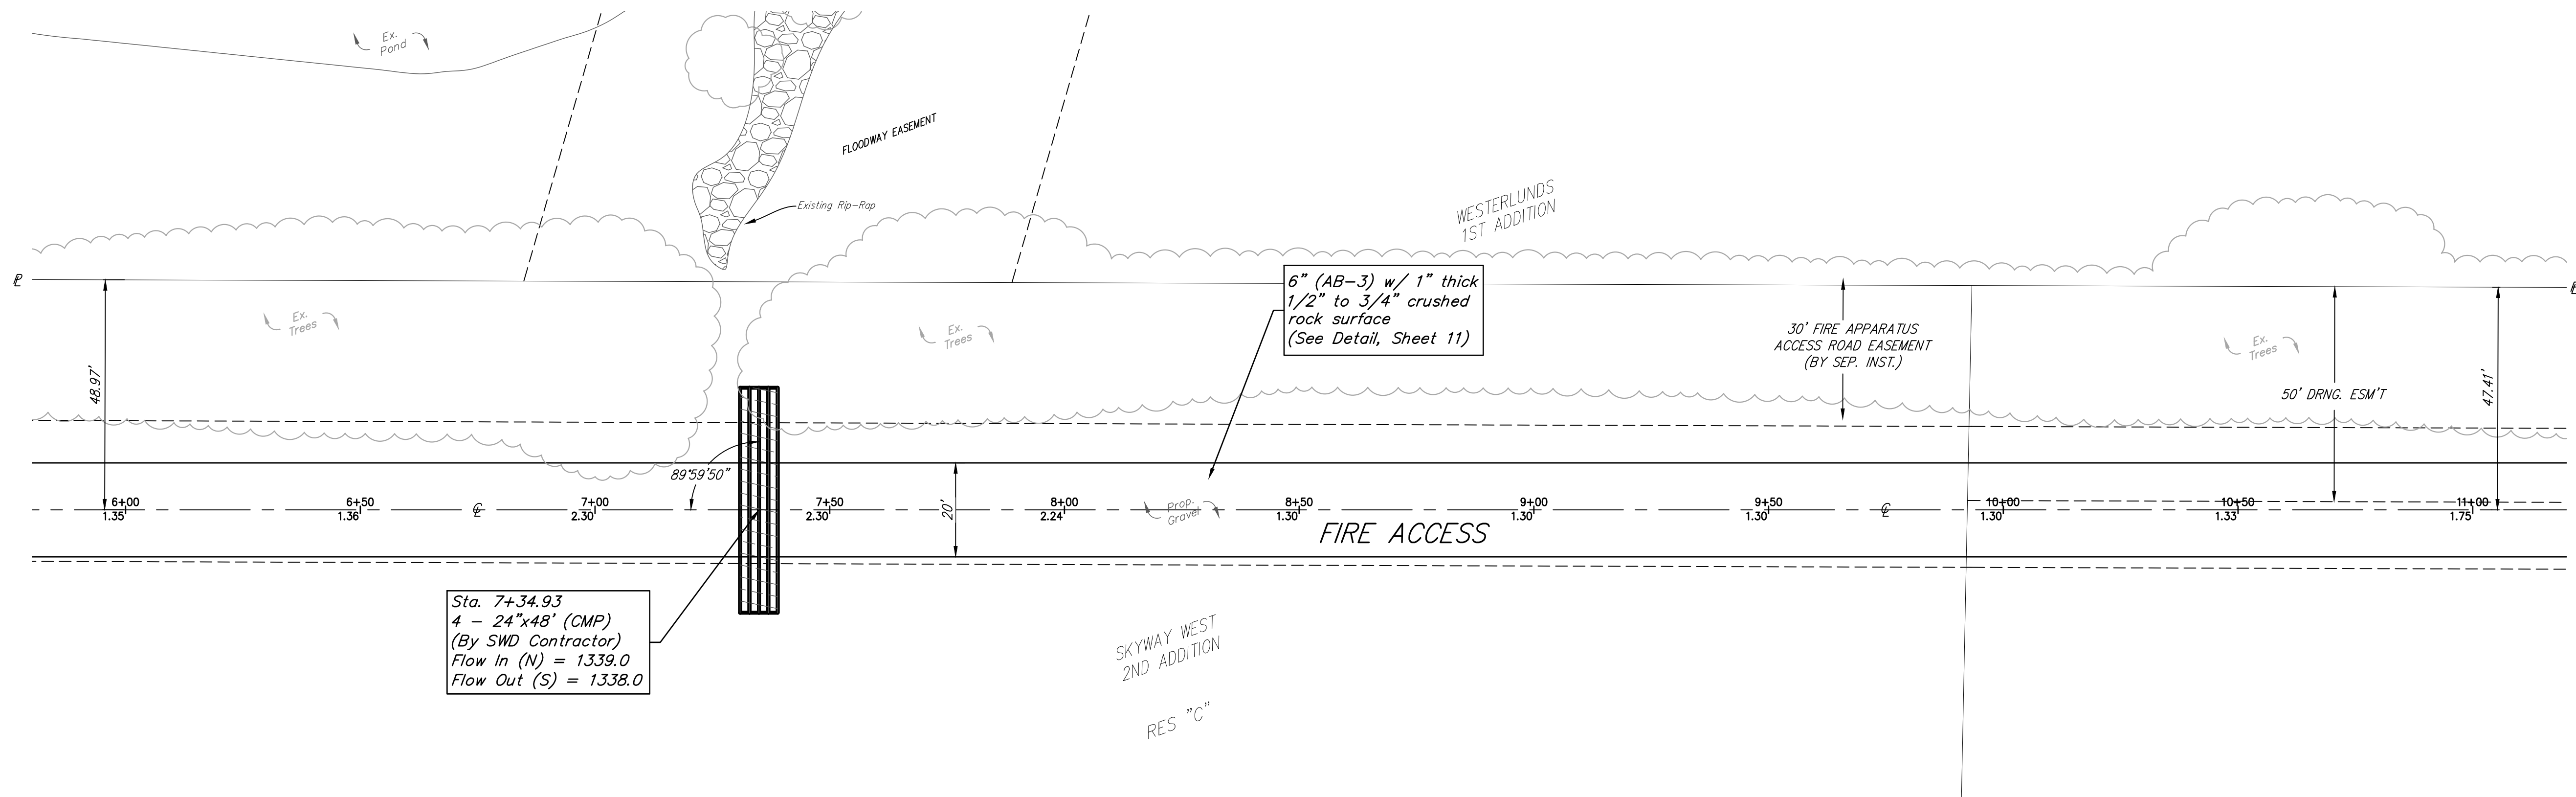 Ex.
Pond
FLOODWAY EASEMENT
Existing Rip-Rap
WESTERLUNDS
1ST ADDITION
6" (AB-3) w/ 1" thick
1/2" to 3/4" crushed
rock surface
(See Detail, Sheet 11)
Ex.
Trees
Ex.
Trees
30' FIRE APPARATUS
ACCESS ROAD EASEMENT
(BY SEP. INST.)
Ex.
Trees
48.97'
50' DRNG. ESM'T
47.41'
89°59'50"
20'
6+00
1.35
6+50
1.36
7+00
2.30
7+50
2.30
8+00
2.24
Prop.
Gravel
8+50
1.30
9+00
1.30
9+50
1.30
10+00
1.30
10+50
1.33
11+00
1.75
FIRE ACCESS
Sta. 7+34.93
4 - 24"x48' (CMP)
(By SWD Contractor)
Flow In (N) = 1339.0
Flow Out (S) = 1338.0
SKYWAY WEST
2ND ADDITION
RES "C"